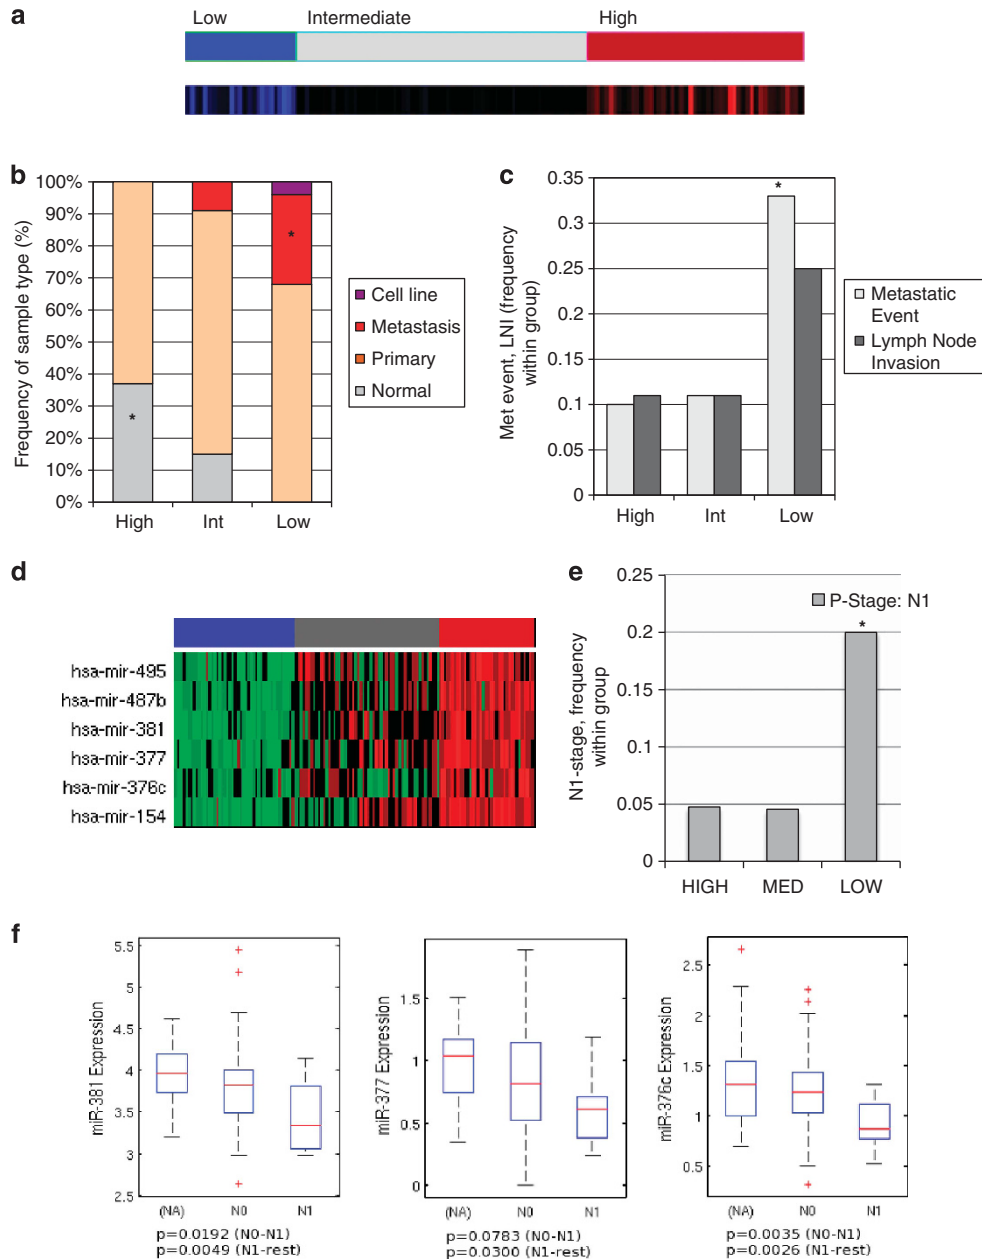 a
Low Intermediate High
b
100%
90%
80%
70%
60%
50%
40%
30%
20%
10%
0%
Frequency of sample type (%)
*
*
High Int Low
Cell line
Metastasis
Primary
Normal
c
0.35
0.3
0.25
0.2
0.15
0.1
0.05
0
Met event, LNI (frequency
within group)
*
High Int Low
Metastatic
Event
Lymph Node
Invasion
d
hsa-mir-495
hsa-mir-487b
hsa-mir-381
hsa-mir-377
hsa-mir-376c
hsa-mir-154
e
0.25
0.2
0.15
0.1
0.05
0
N1-stage, frequency
within group
P-Stage: N1
*
HIGH MED LOW
f
5.5
5
4.5
4
3.5
3
2.5
miR-381 Expression
(NA) N0 N1
p=0.0192 (N0-N1)
p=0.0049 (N1-rest)
1.5
1
0.5
0
miR-377 Expression
(NA) N0 N1
p=0.0783 (N0-N1)
p=0.0300 (N1-rest)
2.5
2
1.5
1
0.5
miR-376c Expression
(NA) N0 N1
p=0.0035 (N0-N1)
p=0.0026 (N1-rest)